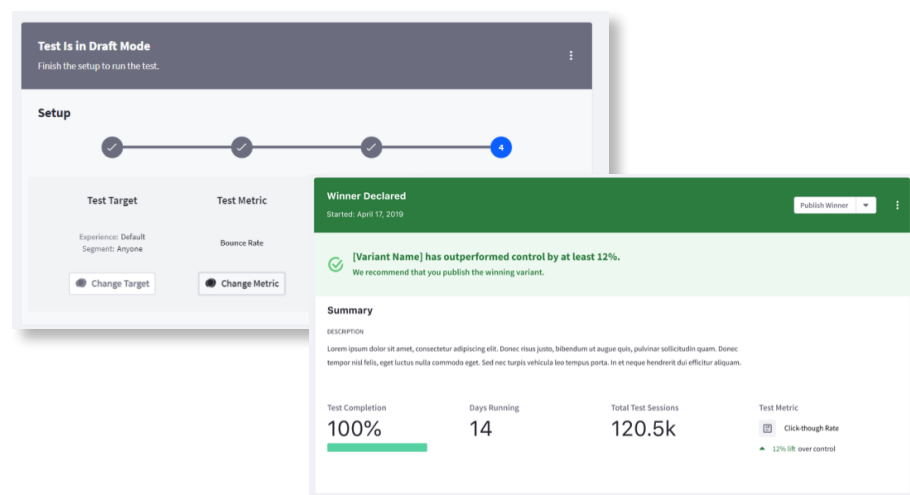 Test Is in Draft Mode
Finish the setup to run the test.
Setup
4
Test Target
Test Metric
Experience: Default
Segment: Anyone
Bounce Rate
Change Target
Change Metric
Winner Declared
Started: April 17, 2019
Publish Winner
[Variant Name] has outperformed control by at least 12%.
We recommend that you publish the winning variant.
Summary
DESCRIPTION
Lorem ipsum dolor sit amet, consectetur adipiscing elit. Donec risus justo, bibendum ut augue quis, pulvinar sollicitudin quam. Donec
tempor nisl felis, eget luctus nulla commodo eget. Sed nec turpis vehicula leo tempus porta. In et neque hendrerit dui efficitur aliquam.
Test Completion
Days Running
Total Test Sessions
Test Metric
100%
14
120.5k
Click-though Rate
12% lift over control